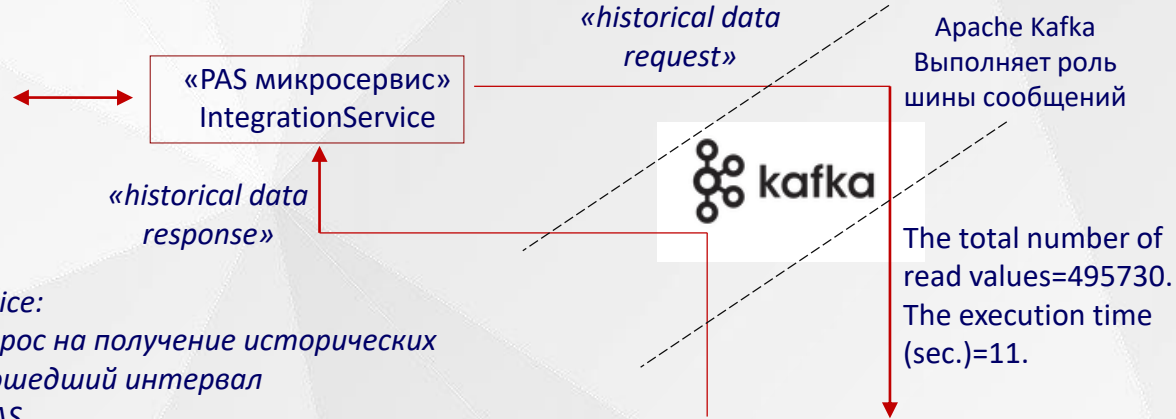 «historical data
request»
Apache Kafka
Выполняет роль
шины сообщений
«PAS микросервис»
IntegrationService
kafka
«historical data
response»
The total number of
read values=495730.
The execution time
(sec.)=11.
ice:
рос на получение исторических
ошедший интервал